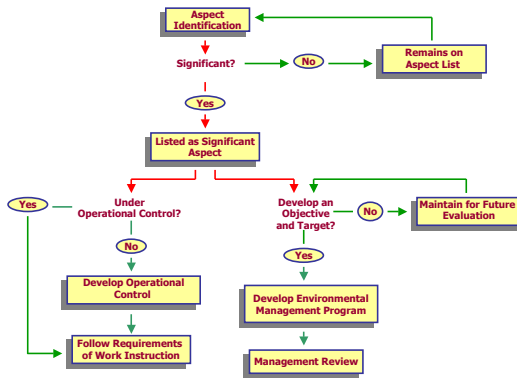 Aspect
Identification
Significant?
No
Remains on
Aspect List
Yes
Listed as Significant
Aspect
Yes
Under
Operational Control?
Develop an
Objective
and Target?
No
Maintain for Future
Evaluation
No
Yes
Develop Operational
Control
Develop Environmental
Management Program
Follow Requirements
of Work Instruction
Management Review